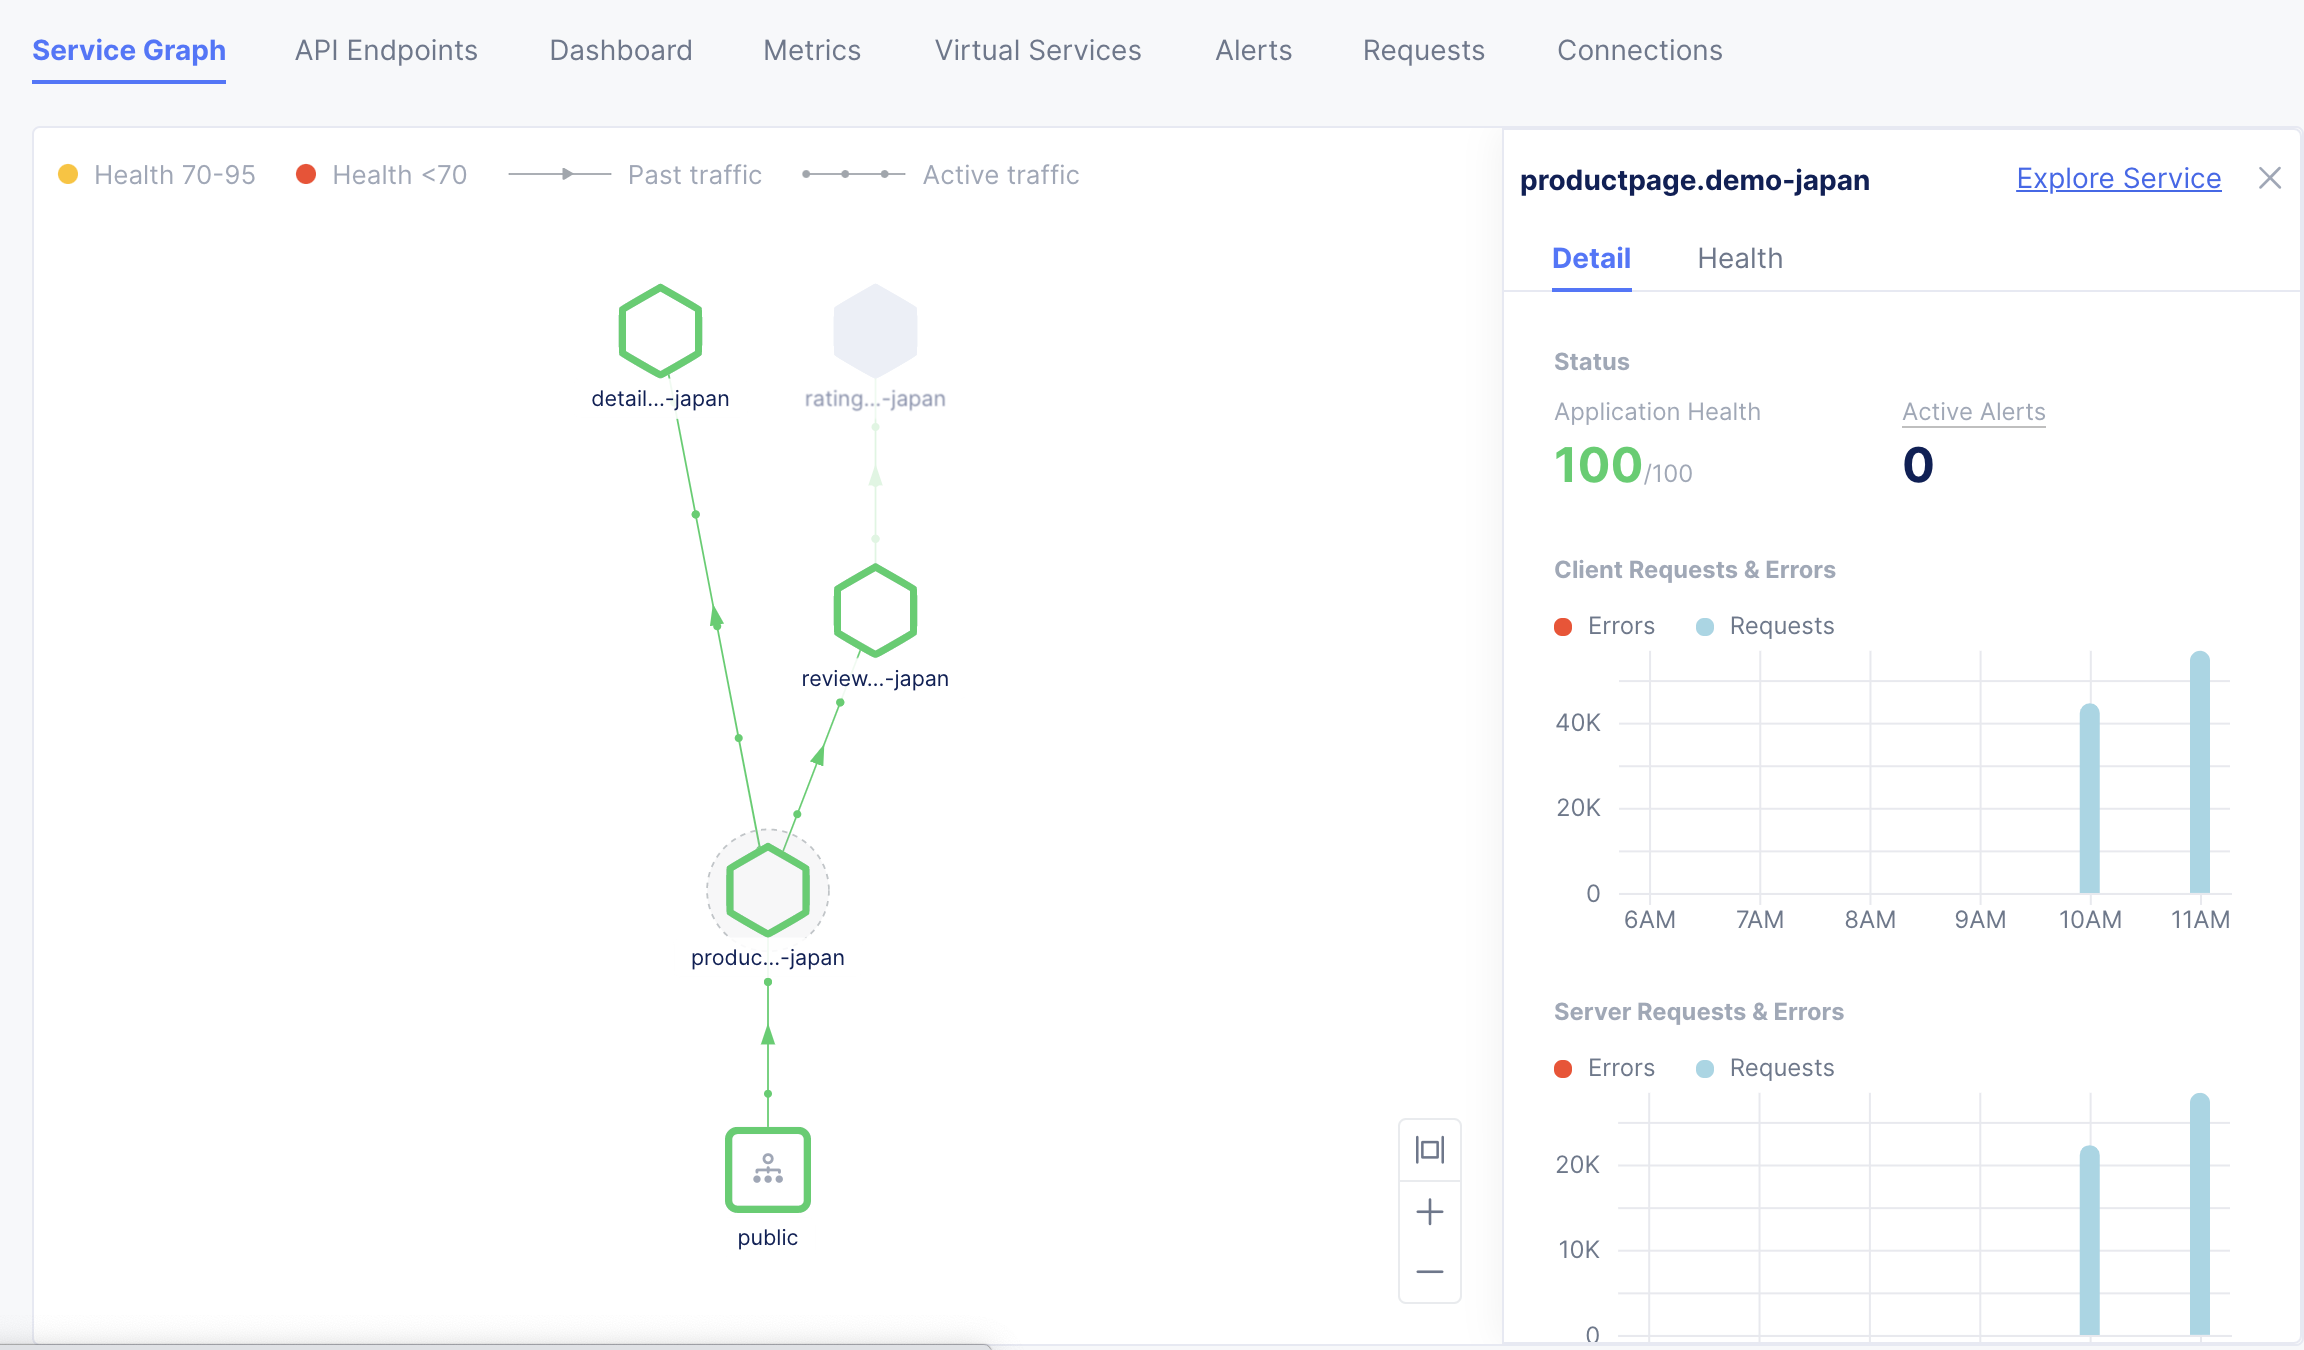 Service Graph API Endpoints Dashboard Metrics Virtual Services Alerts Requests Connections
Health 70-95 Health <70 Past traffic Active traffic
detail...-japan
rating...-japan
review...-japan
produc...-japan
public
productpage.demo-japan Explore Service
Detail Health
Status
Application Health Active Alerts
100/100 0
Client Requests & Errors
Errors Requests
40K
20K
0
6AM 7AM 8AM 9AM 10AM 11AM
Server Requests & Errors
Errors Requests
20K
10K
0